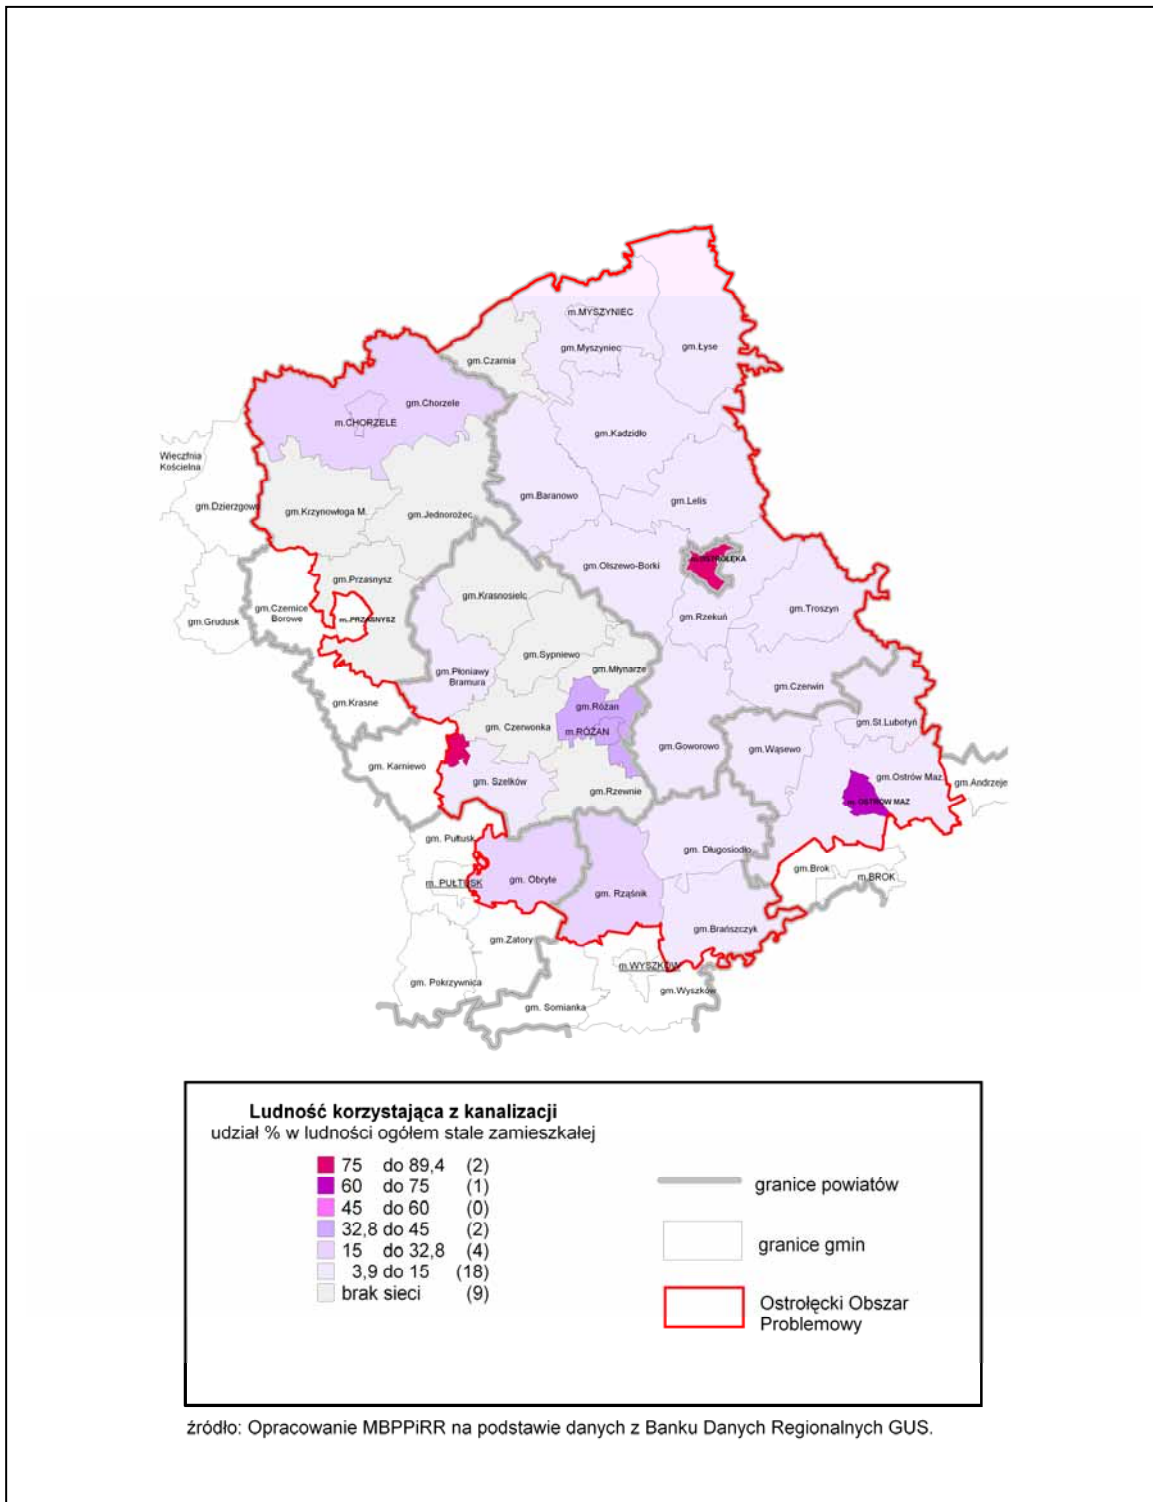 m.MYSZYNIEC
gm.Myszyniec
gm.Łyse
gm.Czarnia
gm.Chorzele
m.CHORZELE
gm.Kadzidło
Wieczfnia
Kościelna
gm.Baranowo
gm.Lelis
gm.Dzierzgowo
gm.Krzynowłoga M.
gm.Jednorożec
gm.Olszewo-Borki
gm.Przasnysz
gm.Krasnosielc
gm.Czernice
Borowe
gm.Troszyn
gm.Rzekuń
m.PRZASNYSZ
gm.Grudusk
gm.Sypniewo
gm.Młynarze
gm.Płoniawy
Bramura
gm.Czerwin
gm.Krasne
gm.Różan
gm.St.Lubotyń
gm. Czerwonka
m.RÓŻAN
gm.Goworowo
gm.Wąsewo
gm. Karniewo
gm. Szelków
gm.Ostrów Maz.
gm.Andrzeje
gm.Rzewnie
m. OSTRÓW MAZ
gm. Pułtusk
gm. Długosiodło
gm.Brok
m.BROK
m. PUŁTUSK
gm. Obryte
gm. Rząśnik
gm.Brańszczyk
gm.Zatory
m.WYSZKÓW
gm. Pokrzywnica
gm.Wyszków
gm. Somianka
Ludność korzystająca z kanalizacji
udział % w ludności ogółem stale zamieszkałej
75 do 89,4 (2)
60 do 75 (1)
45 do 60 (0)
32,8 do 45 (2)
15 do 32,8 (4)
3,9 do 15 (18)
brak sieci (9)
granice powiatów
granice gmin
Ostrołęcki Obszar
Problemowy
źródło: Opracowanie MBPPiRR na podstawie danych z Banku Danych Regionalnych GUS.